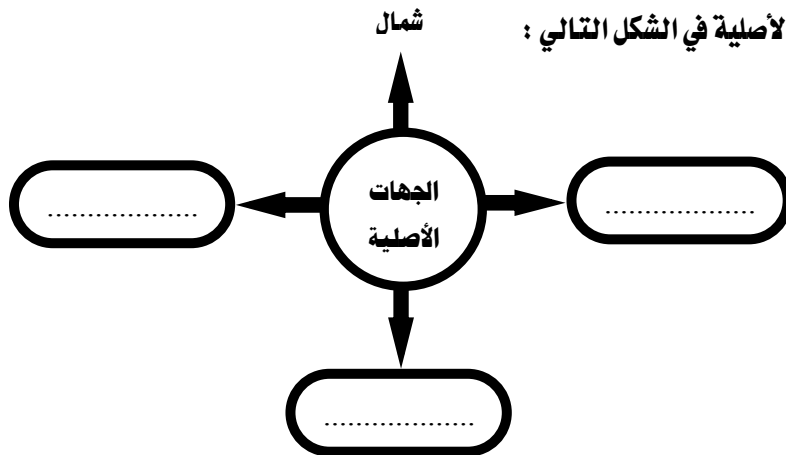 لأصلية في الشكل التالي :
شمال
الجهات
الأصلية
....................
....................
....................